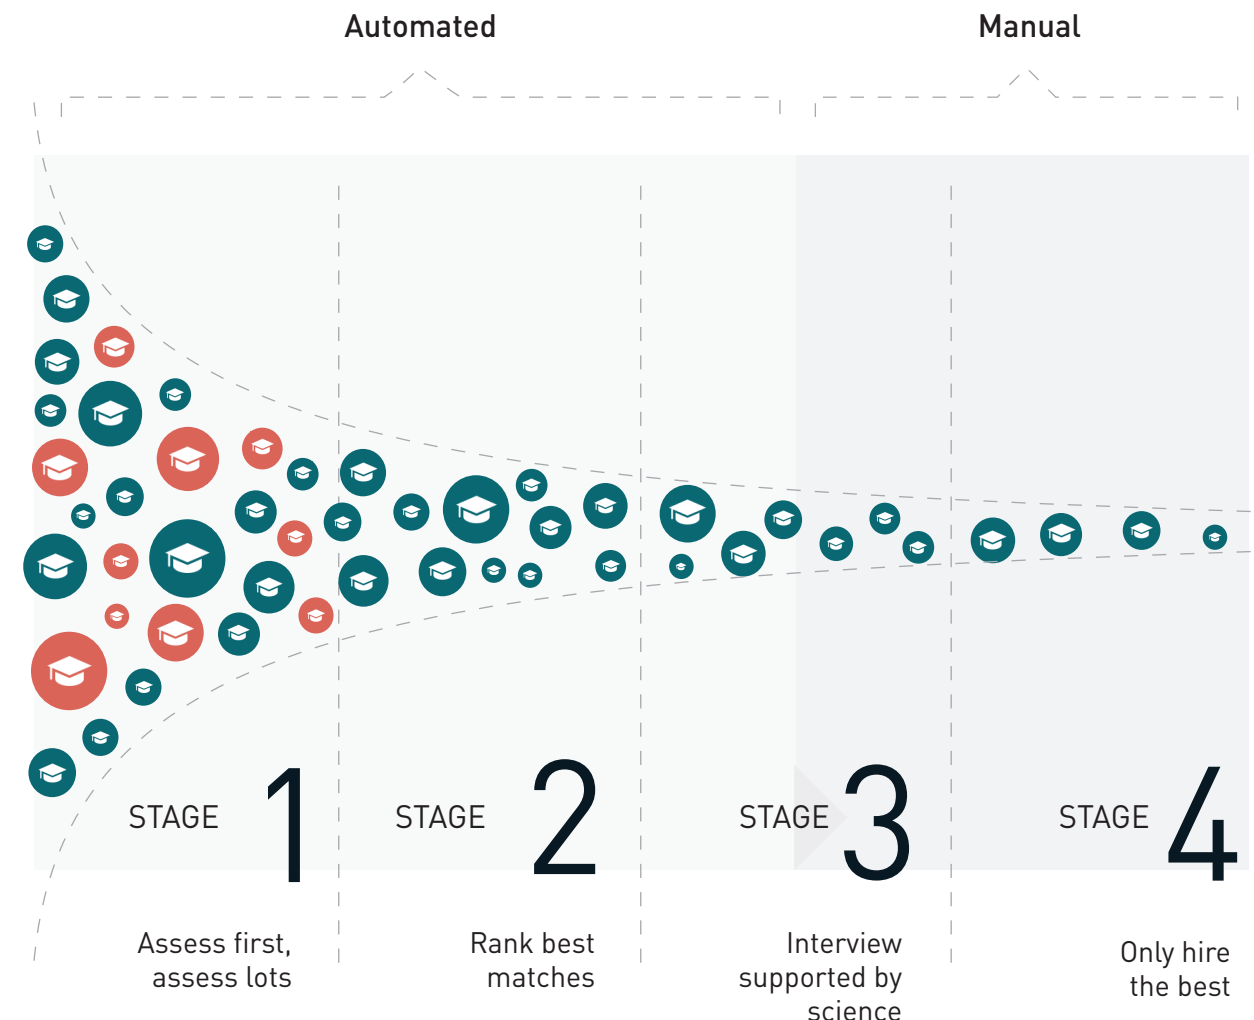 Automated
Manual
STAGE 1
STAGE 2
STAGE 3
STAGE 4
Assess first,
assess lots
Rank best
matches
Interview
supported by
science
Only hire
the best